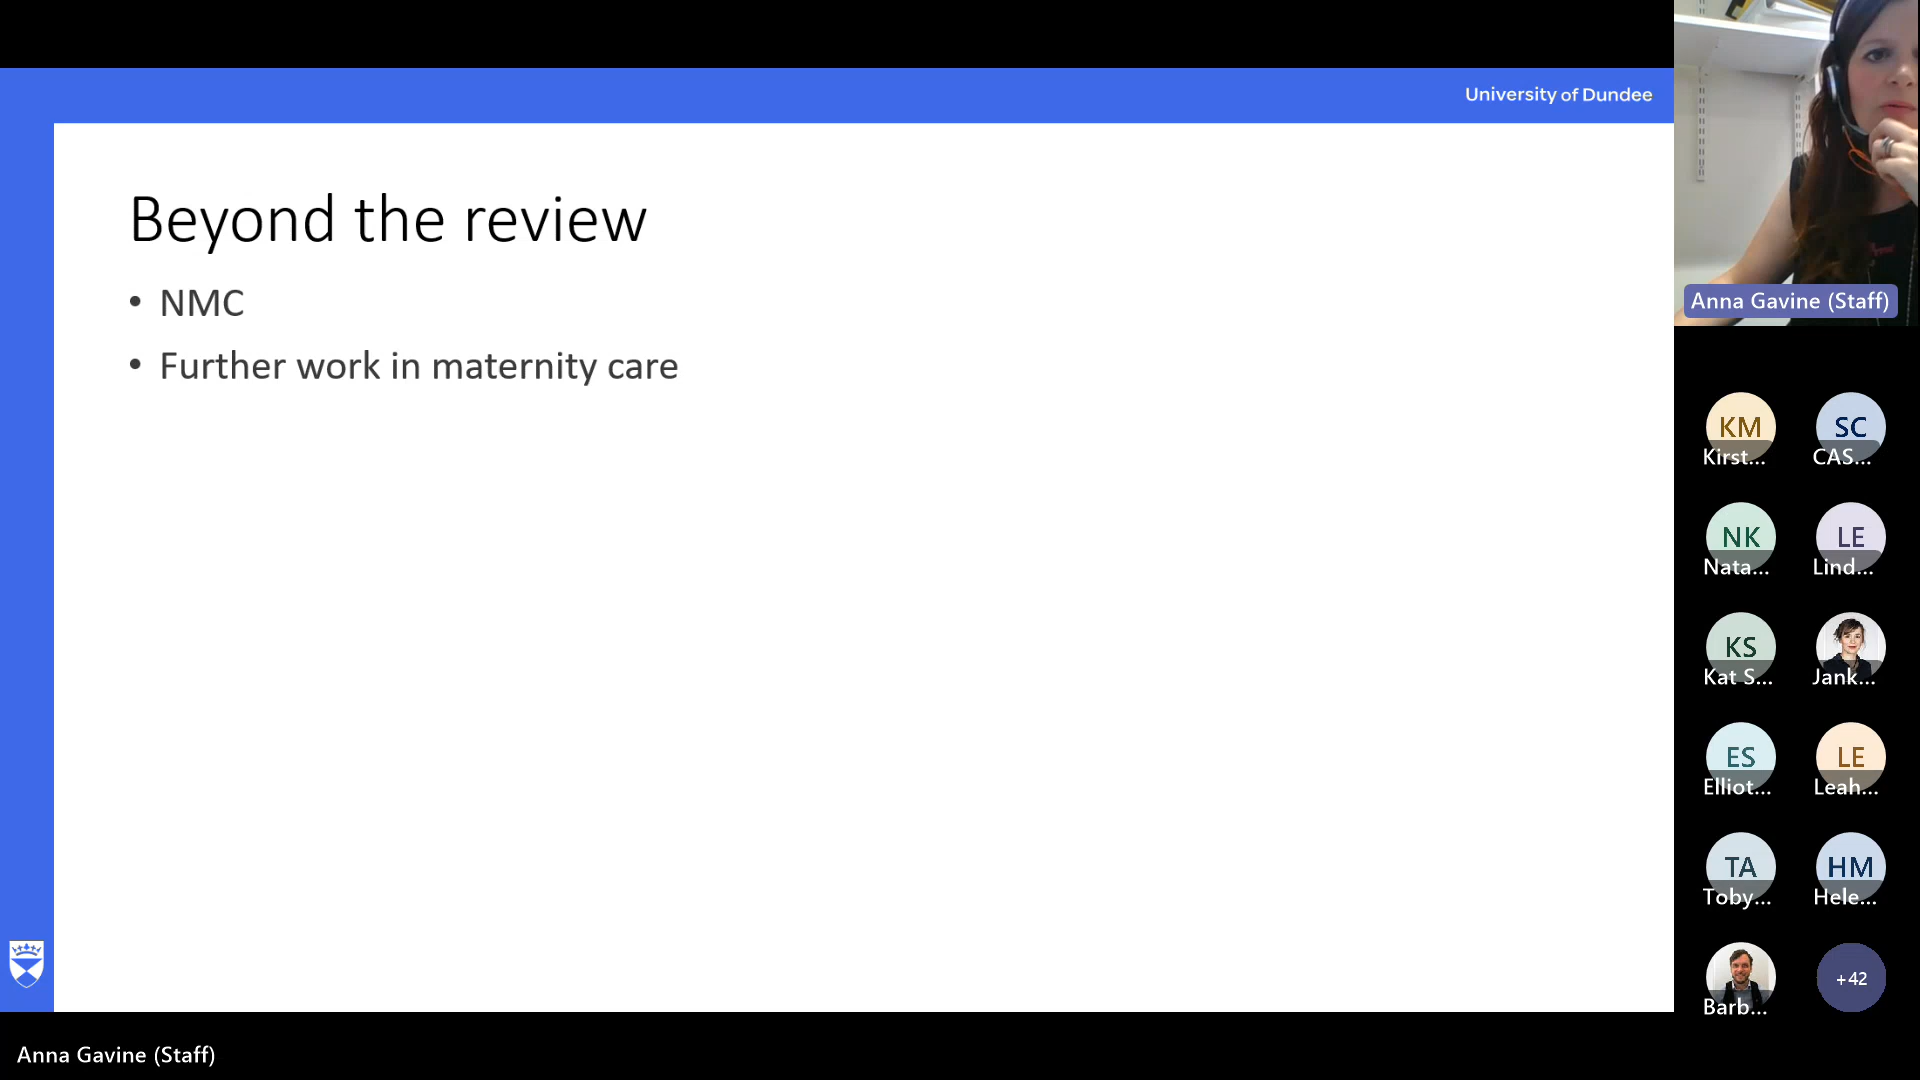 University of Dundee
Beyond the review
• NMC
• Further work in maternity care
Anna Gavine (Staff)
KM
Kirst...
SC
CAS...
NK
Nata...
LE
Lind...
KS
Kat S...
Jank...
ES
Elliot...
LE
Leah...
TA
Toby...
HM
Hele...
Barb...
+42
Anna Gavine (Staff)